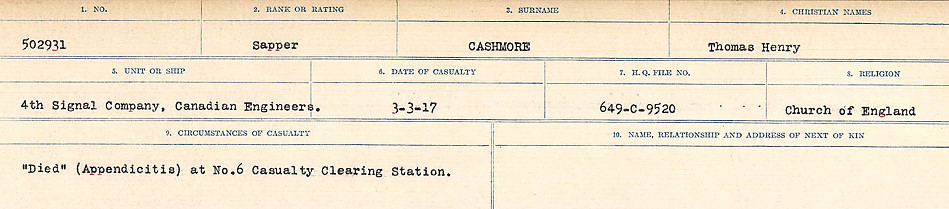 1. NO. 2. RANK OR RATING 3. SURNAME 4. CHRISTIAN NAMES
502931 Sapper CASHMORE Thomas Henry
5. UNIT OR SHIP 6. DATE OF CASUALTY 7. H. Q. FILE NO. 8. RELIGION
4th Signal Company, Canadian Engineers. 3-3-17 649-C-9520 Church of England
9. CIRCUMSTANCES OF CASUALTY 10. NAME, RELATIONSHIP AND ADDRESS OF NEXT OF KIN
"Died" (Appendicitis) at No.6 Casualty Clearing Station.